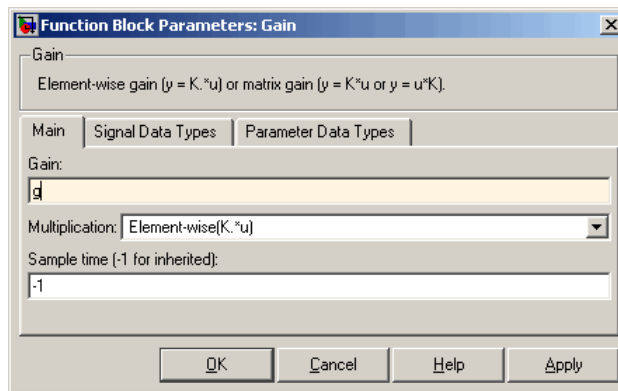 Function Block Parameters: Gain
Gain
Element-wise gain (y = K.*u) or matrix gain (y = K*u or y = u*K).
Main Signal Data Types Parameter Data Types
Gain:
g
Multiplication: Element-wise(K.*u)
Sample time (-1 for inherited):
-1
OK Cancel Help Apply